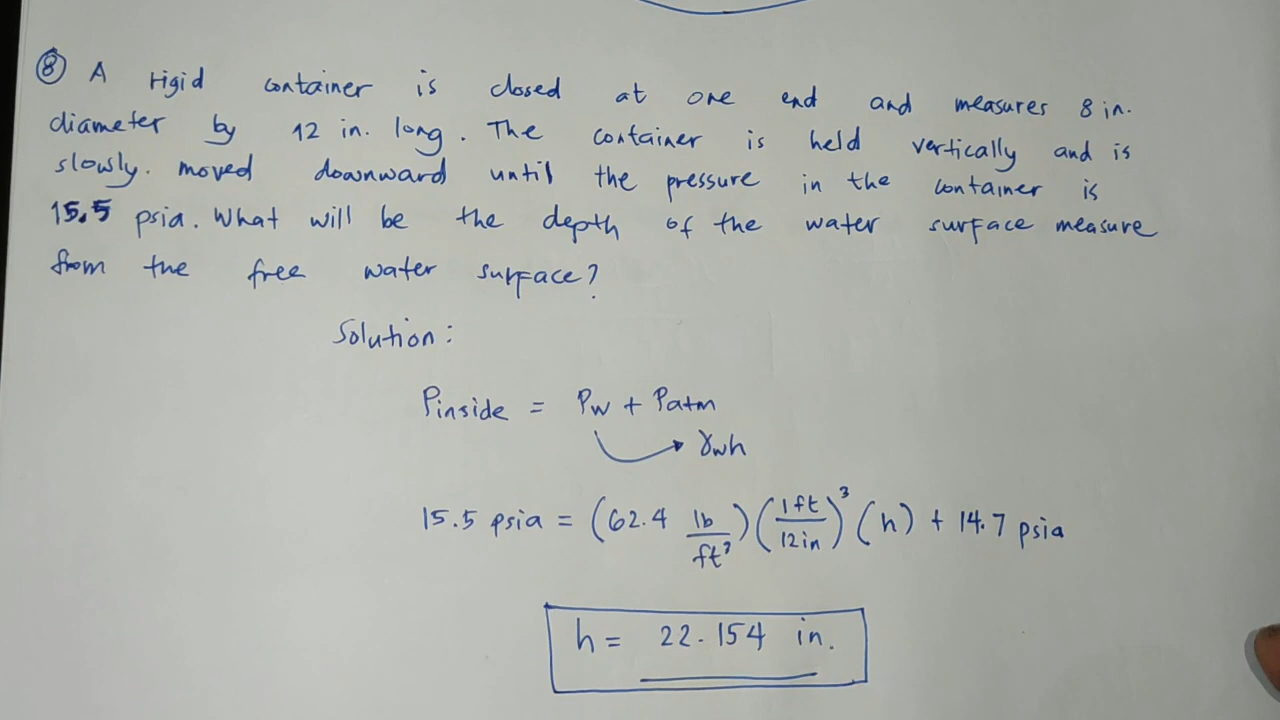 ⑧ A rigid container is closed at one end and measures 8 in.
diameter by 12 in. long. The container is held vertically and is
slowly. moved downward until the pressure in the container is
15.5 psia. What will be the depth of the water surface measure
from the free water surface?
Solution:
Pinside = Pw + Patm
γwh
15.5 psia = (62.4 lb/ft³)(1ft/12in)³(h) + 14.7 psia
h = 22.154 in.